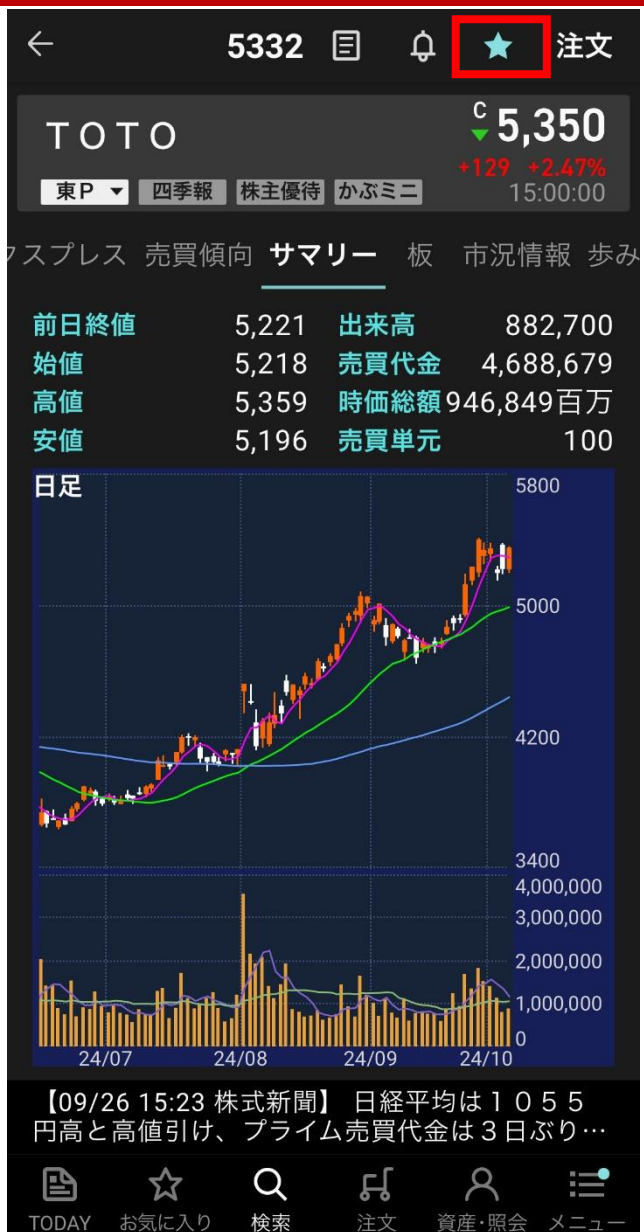 5332 注文
TOTO
C 5,350
+129 +2.47%
東P 四季報 株主優待 かぶミニ 15:00:00
クスプレス 売買傾向 サマリー 板 市況情報 歩み
前日終値 5,221 出来高 882,700
始値 5,218 売買代金 4,688,679
高値 5,359 時価総額 946,849百万
安値 5,196 売買単元 100
日足
5800
5000
4200
3400
4,000,000
3,000,000
2,000,000
1,000,000
0
24/07 24/08 24/09 24/10
【09/26 15:23 株式新聞】 日経平均は1055
円高と高値引け、プライム売買代金は3日ぶり…
TODAY お気に入り 検索 注文 資産・照会 メニュー